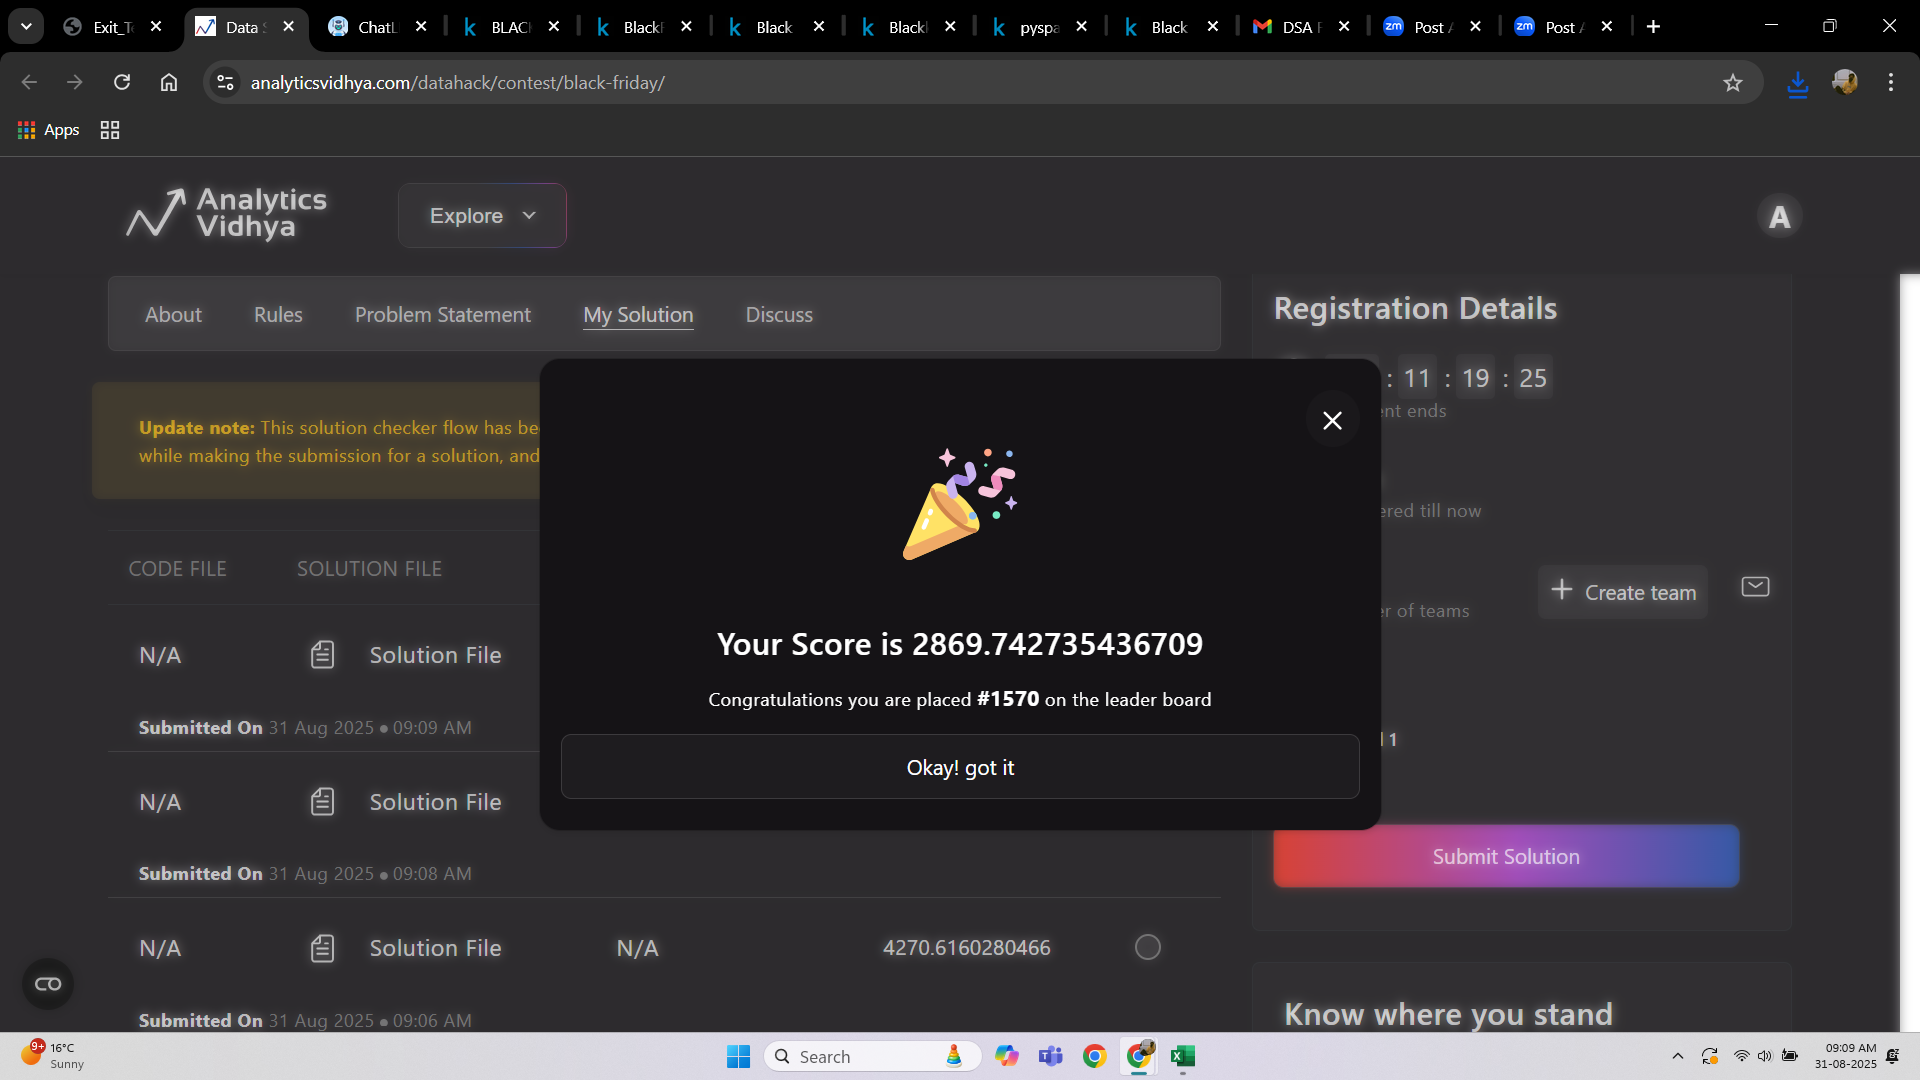 Exit_Te
Data S
ChatL
BLAC
BlackF
Black
Black
pyspa
Black
DSA F
Post A
Post A
analyticsvidhya.com/datahack/contest/black-friday/
Apps
Analytics
Vidhya
Explore
A
About
Rules
Problem Statement
My Solution
Discuss
Registration Details
: 11 : 19 : 25
ent ends
Update note: This solution checker flow has bee
while making the submission for a solution, and
ered till now
CODE FILE
SOLUTION FILE
Create team
er of teams
N/A
Solution File
Your Score is 2869.742735436709
Congratulations you are placed #1570 on the leader board
Submitted On 31 Aug 2025 • 09:09 AM
1
Okay! got it
N/A
Solution File
Submit Solution
Submitted On 31 Aug 2025 • 09:08 AM
N/A
Solution File
N/A
4270.6160280466
Know where you stand
Submitted On 31 Aug 2025 • 09:06 AM
9+
16°C
Sunny
Search
09:09 AM
31-08-2025